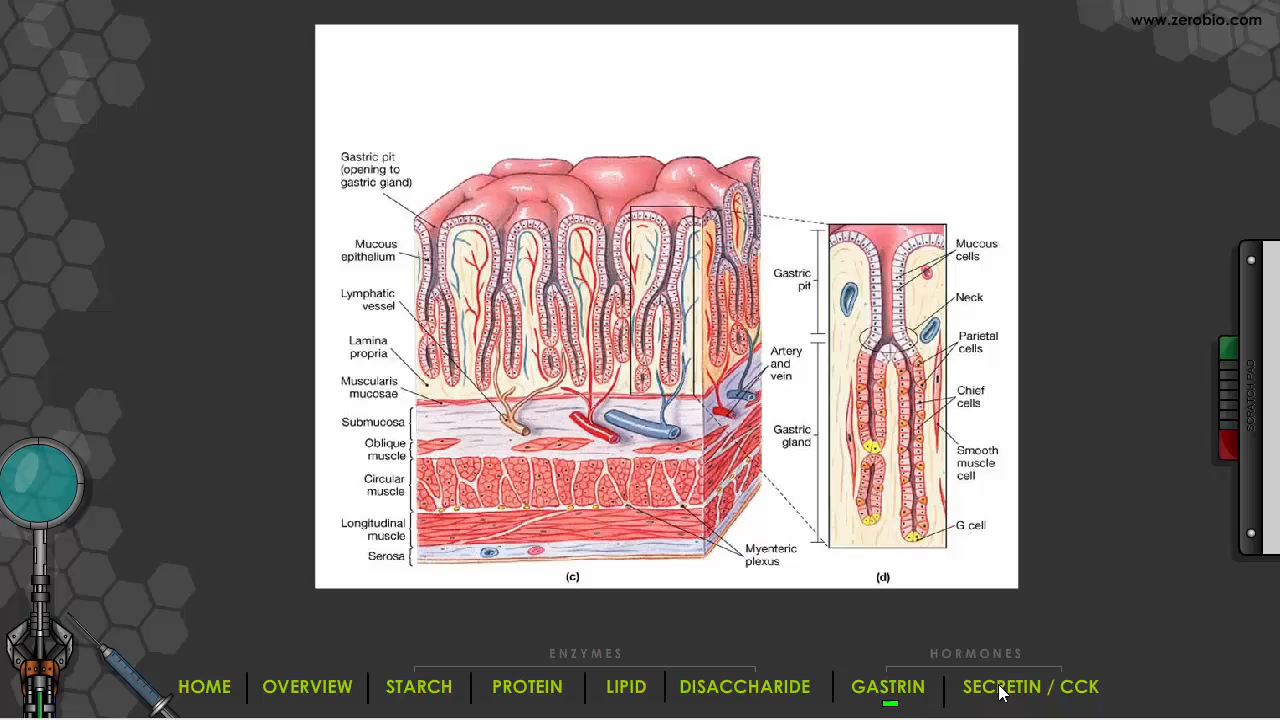 www.zerobio.com
Gastric pit
(opening to
gastric gland)
Mucous
epithelium
Lymphatic
vessel
Lamina
propria
Muscularis
mucosae
Submucosa
Oblique
muscle
Circular
muscle
Longitudinal
muscle
Serosa
Myenteric
plexus
(c)
Gastric
pit
Artery
and
vein
Gastric
gland
Mucous
cells
Neck
Parietal
cells
Chief
cells
Smooth
muscle
cell
G cell
(d)
SCRATCH PAD
ENZYMES
HORMONES
HOME OVERVIEW STARCH PROTEIN LIPID DISACCHARIDE GASTRIN SECRETIN / CCK